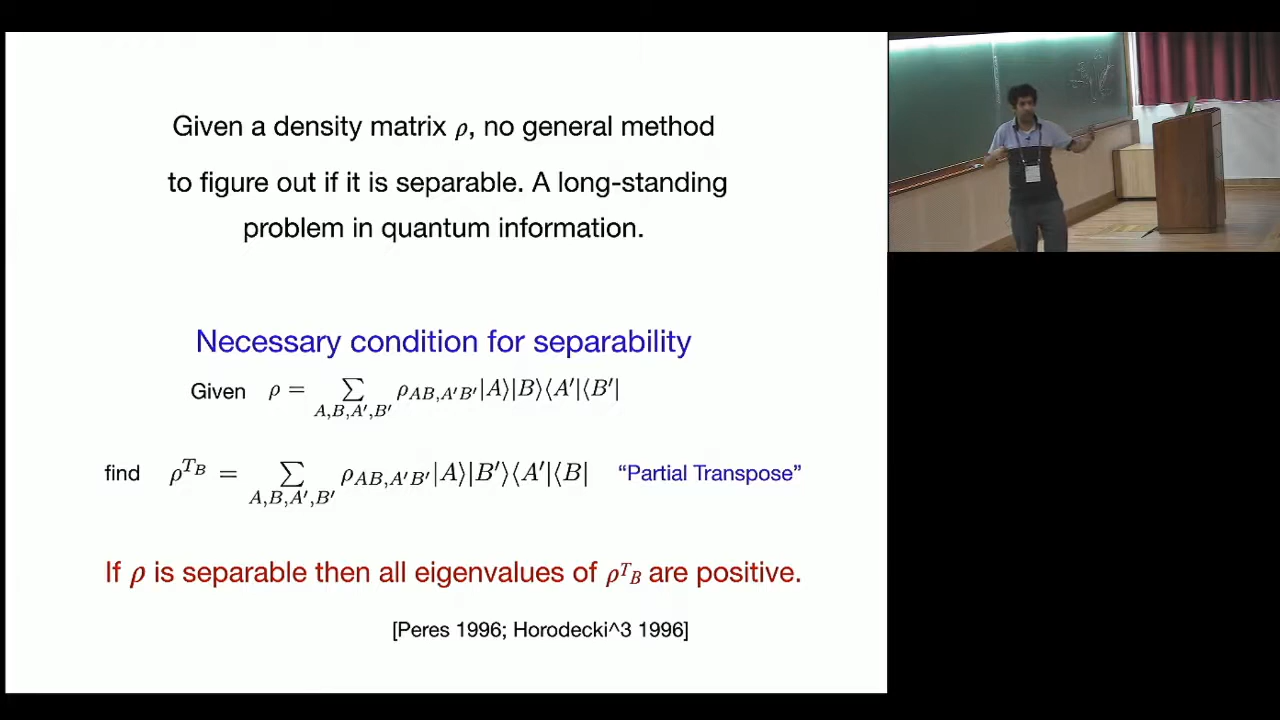 Given a density matrix ρ, no general method
to figure out if it is separable. A long-standing
problem in quantum information.
Necessary condition for separability
Given ρ = ∑_{A,B,A′,B′} ρ_{AB,A′B′}|A⟩|B⟩⟨A′|⟨B′|
find ρ^{T_B} = ∑_{A,B,A′,B′} ρ_{AB,A′B′}|A⟩|B′⟩⟨A′|⟨B| “Partial Transpose”
If ρ is separable then all eigenvalues of ρ^{T_B} are positive.
[Peres 1996; Horodecki^3 1996]